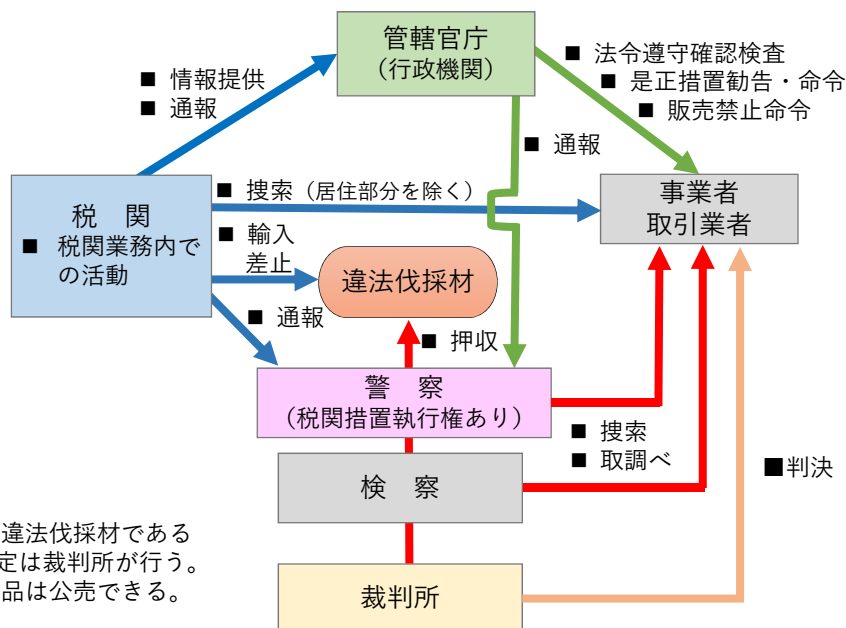 管轄官庁
（行政機関）
■ 情報提供
■ 通報
■ 法令遵守確認検査
■ 是正措置勧告・命令
■ 販売禁止命令
■ 通報
税　関
■ 税関業務内で
の活動
■ 捜索（居住部分を除く）
事業者
取引業者
■ 輸入
差止
違法伐採材
■ 通報
■ 押収
警　察
（税関措置執行権あり）
■ 捜索
■ 取調べ
■判決
検　察
違法伐採材である
定は裁判所が行う。
品は公売できる。
裁判所